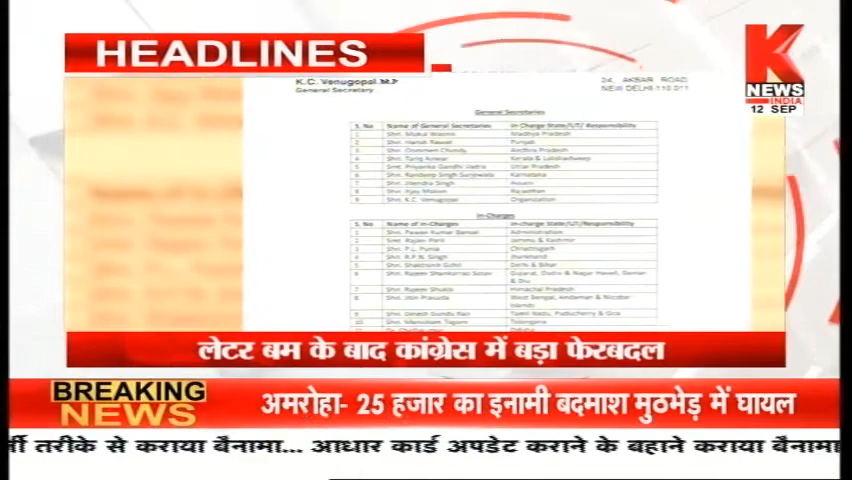 HEADLINES
K
NEWS
INDIA
12 SEP
K.C. Venugopal, M.P
General Secretary
24, AKBAR ROAD
NEW DELHI-110 011
General Secretaries
S. No Name of General Secretaries In Charge State/UT/ Responsibility
1 Shri. Mukul Wasnik Madhya Pradesh
2 Shri. Harish Rawat Punjab
3 Shri. Oommen Chandy Andhra Pradesh
4 Shri. Tariq Anwar Kerala & Lakshadweep
5 Smt. Priyanka Gandhi Vadra Uttar Pradesh
6 Shri. Randeep Singh Surjewala Karnataka
7 Shri. Jitendra Singh Assam
8 Shri. Ajay Maken Rajasthan
9 Shri. K.C. Venugopal Organization
In-Charges
S. No Name of In-Charges In-charge State/UT/Responsibility
1 Shri. Pawan Kumar Bansal Administration
2 Smt. Rajani Patil Jammu & Kashmir
3 Shri. P.L. Punia Chhattisgarh
4 Shri. R.P.N. Singh Jharkhand
5 Shri. Shaktisinh Gohil Delhi & Bihar
6 Shri. Rajeev Shankarrao Satav Gujarat, Dadra & Nagar Haveli, Daman
& Diu
7 Shri. Rajeev Shukla Himachal Pradesh
8 Shri. Jitin Prasada West Bengal, Andaman & Nicobar
Islands
9 Shri. Dinesh Gundu Rao Tamil Nadu, Puducherry & Goa
10 Shri. Manickam Tagore Telangana
लेटर बम के बाद कांग्रेस में बड़ा फेरबदल
BREAKING
NEWS
अमरोहा- 25 हजार का इनामी बदमाश मुठभेड़ में घायल
तरीके से कराया बैनामा... आधार कार्ड अपडेट कराने के बहाने कराया बैनामा